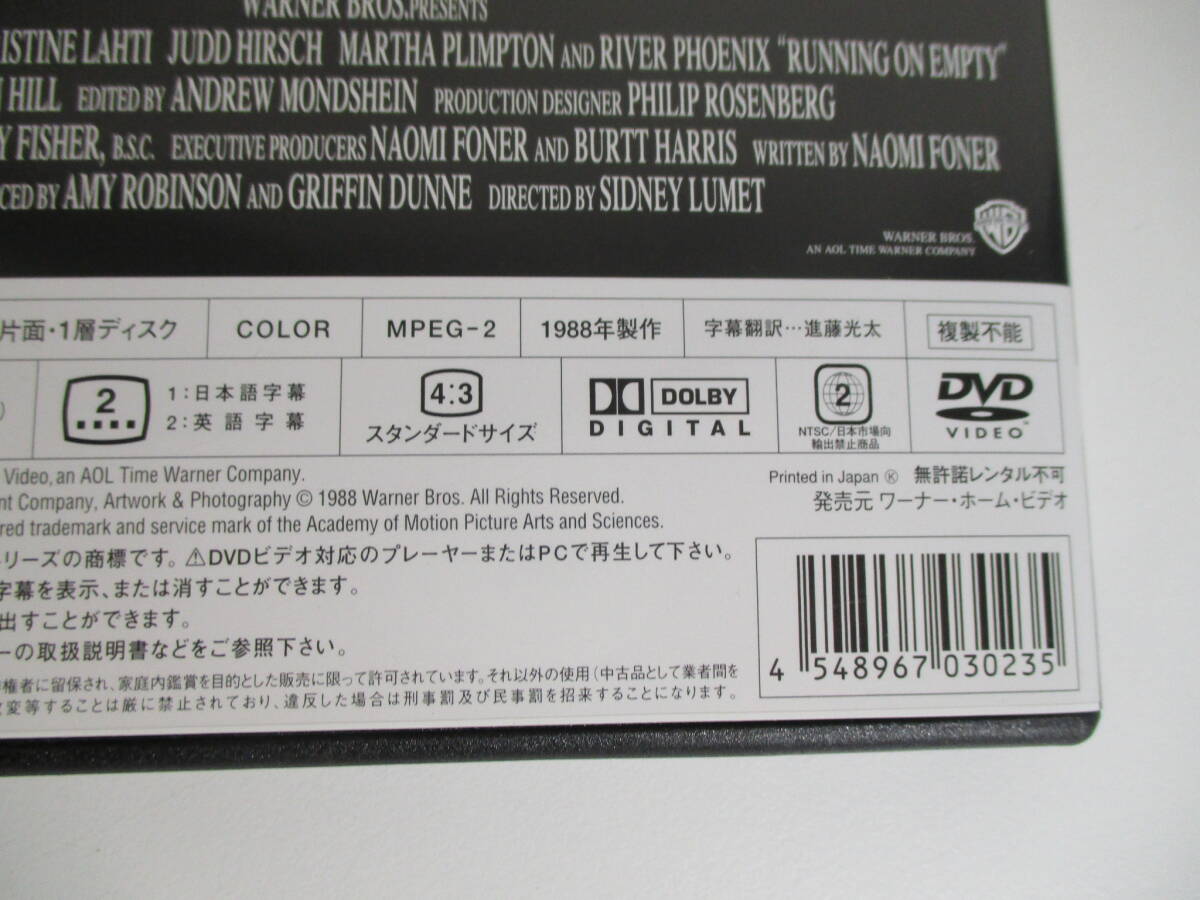 WARNER BROS. PRESENTS
RISTINE LAHTI JUDD HIRSCH MARTHA PLIMPTON AND RIVER PHOENIX "RUNNING ON EMPTY"
HILL EDITED BY ANDREW MONDSHEIN PRODUCTION DESIGNER PHILIP ROSENBERG
Y FISHER, B.S.C. EXECUTIVE PRODUCERS NAOMI FONER AND BURTT HARRIS WRITTEN BY NAOMI FONER
CED BY AMY ROBINSON AND GRIFFIN DUNNE DIRECTED BY SIDNEY LUMET
WB
WARNER BROS.
AN AOL TIME WARNER COMPANY
片面・1層ディスク COLOR MPEG-2 1988年製作 字幕翻訳…進藤光太 複製不能
2 1:日本語字幕
2:英語字幕
4:3
スタンダードサイズ
DOLBY
DIGITAL
2
NTSC/日本市場向
輸出禁止商品
DVD
VIDEO
Video, an AOL Time Warner Company.
nt Company, Artwork & Photography © 1988 Warner Bros. All Rights Reserved.
red trademark and service mark of the Academy of Motion Picture Arts and Sciences.
Printed in Japan Ⓚ 無許諾レンタル不可
発売元 ワーナー・ホーム・ビデオ
リーズの商標です。⚠DVDビデオ対応のプレーヤーまたはPCで再生して下さい。
字幕を表示、または消すことができます。
出すことができます。
ーの取扱説明書などをご参照下さい。
権者に留保され、家庭内鑑賞を目的とした販売に限って許可されています。それ以外の使用(中古品として業者間を
変等することは厳に禁止されており、違反した場合は刑事罰及び民事罰を招来することになります。
4 548967 030235